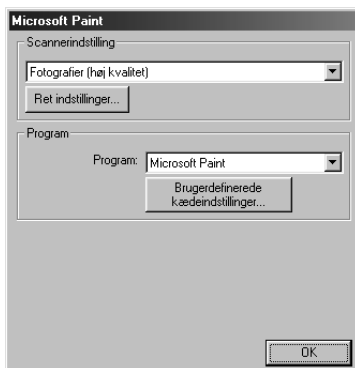 Microsoft Paint
Scannerindstilling
Fotografier (høj kvalitet)
Ret indstillinger...
Program
Program: Microsoft Paint
Brugerdefinerede
kædeindstillinger...
OK